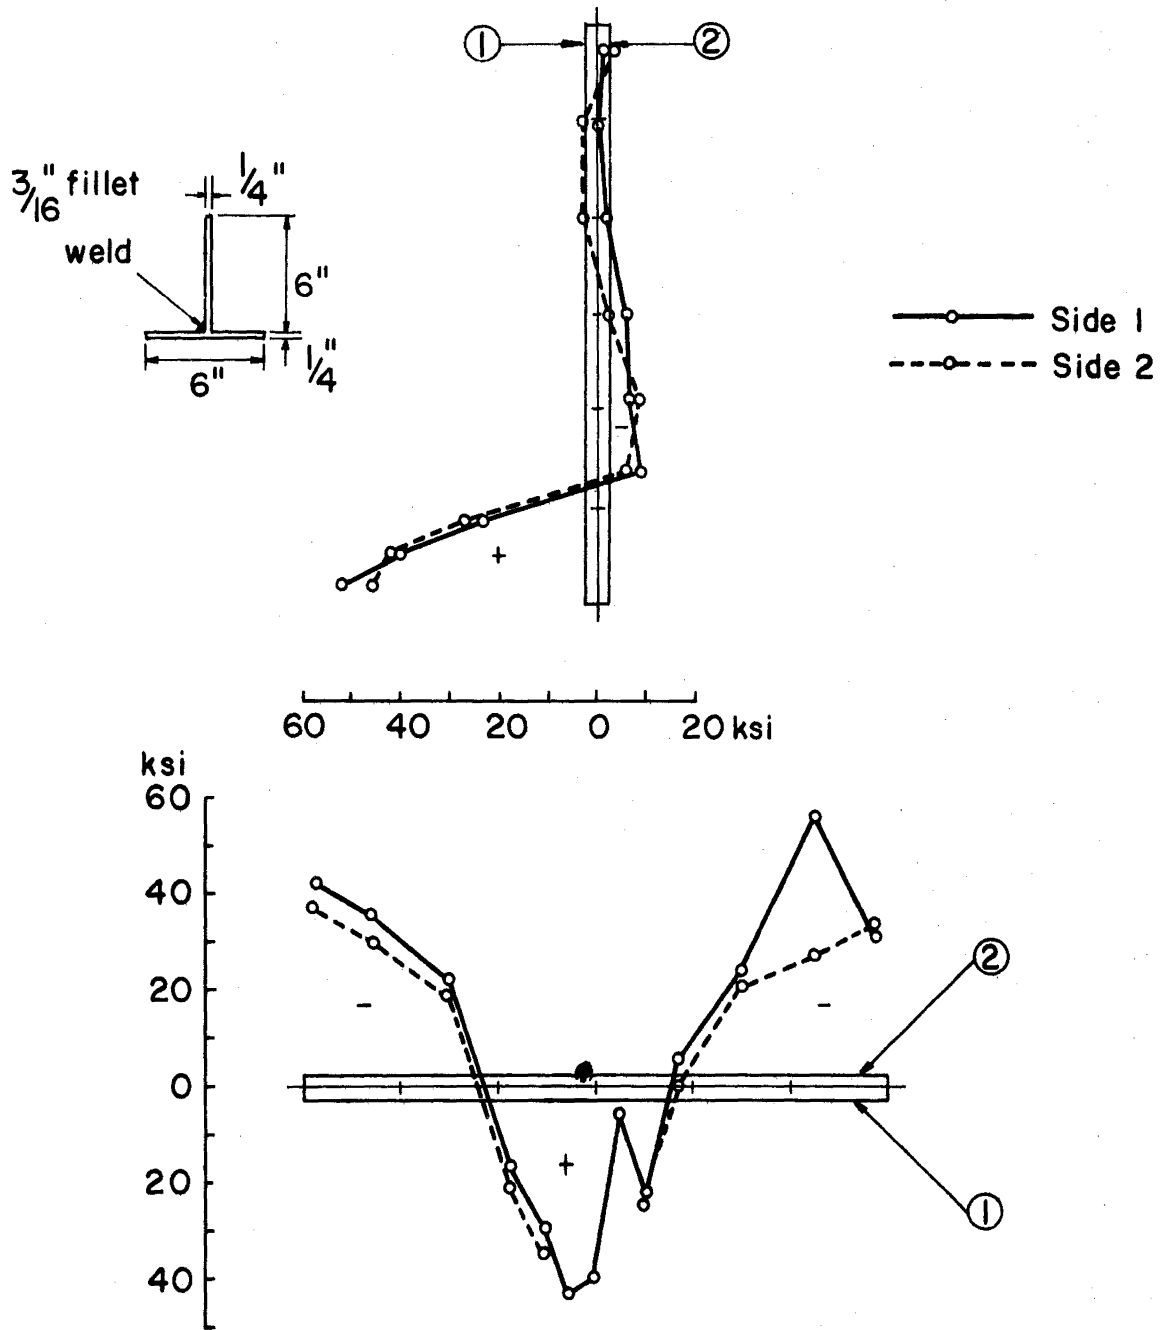 ① ②
3/16" fillet
weld
1/4"
6"
1/4"
6"
Side 1
Side 2
-
+
60 40 20 0 20 ksi
ksi
60
40
20
0
20
40
- -
+
②
①